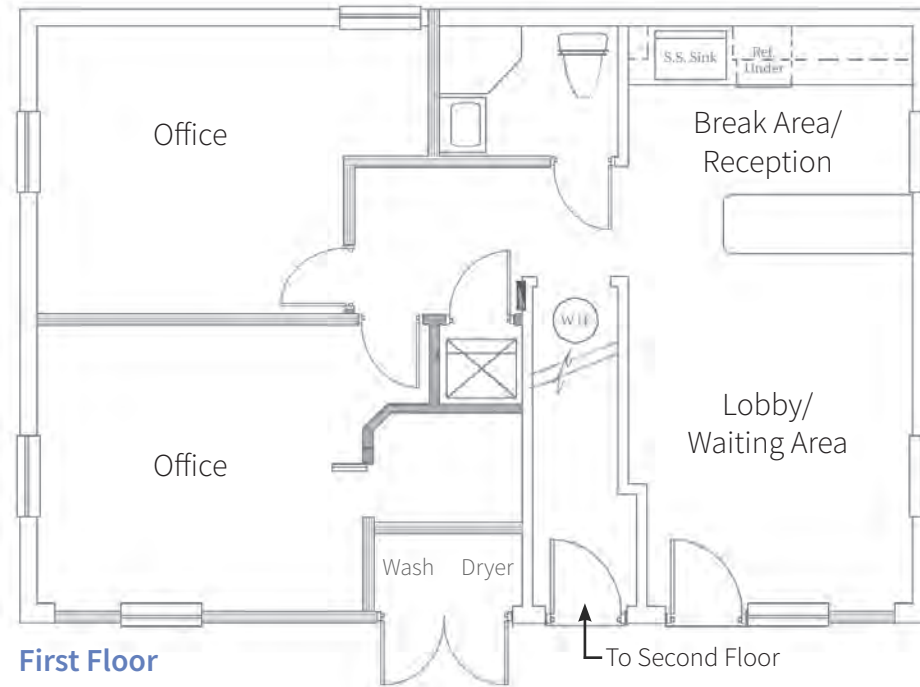 Office
S.S. Sink
Ref
Under
Break Area/
Reception
WH
Office
Lobby/
Waiting Area
Wash Dryer
First Floor
To Second Floor